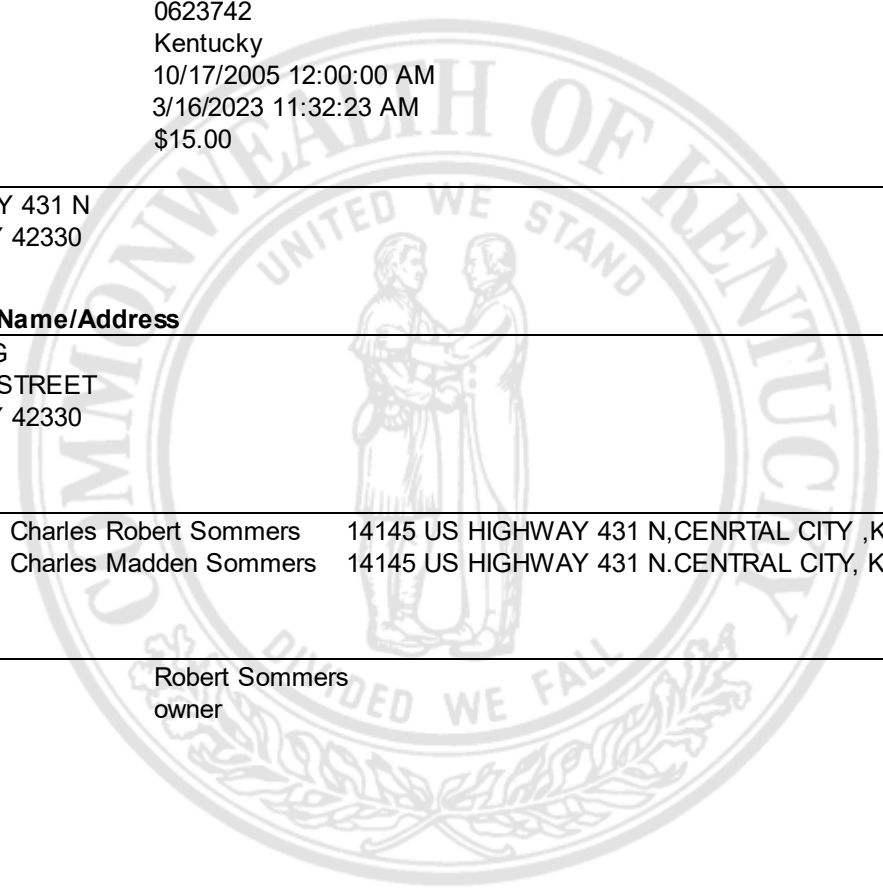 0623742
Kentucky
10/17/2005 12:00:00 AM
3/16/2023 11:32:23 AM
$15.00
Y 431 N
Y 42330
Name/Address
G
STREET
Y 42330
Charles Robert Sommers 14145 US HIGHWAY 431 N,CENRTAL CITY ,K
Charles Madden Sommers 14145 US HIGHWAY 431 N.CENTRAL CITY, K
Robert Sommers
owner
COMMONWEALTH OF KENTUCKY
UNITED WE STAND
DIVIDED WE FALL